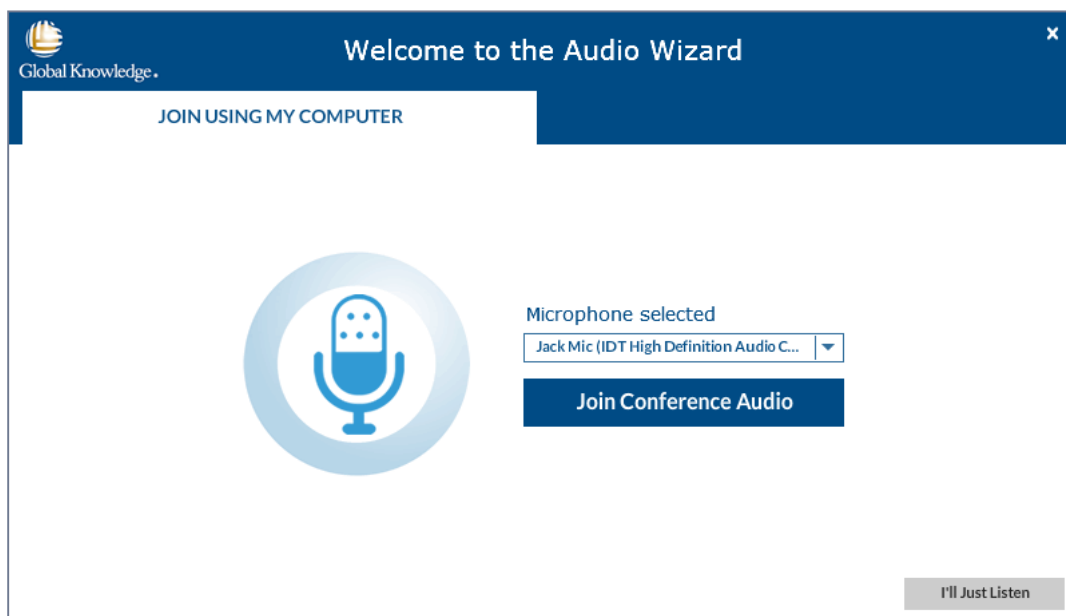 Welcome to the Audio Wizard
Global Knowledge.
JOIN USING MY COMPUTER
Microphone selected
Jack Mic (IDT High Definition Audio C...
Join Conference Audio
I'll Just Listen